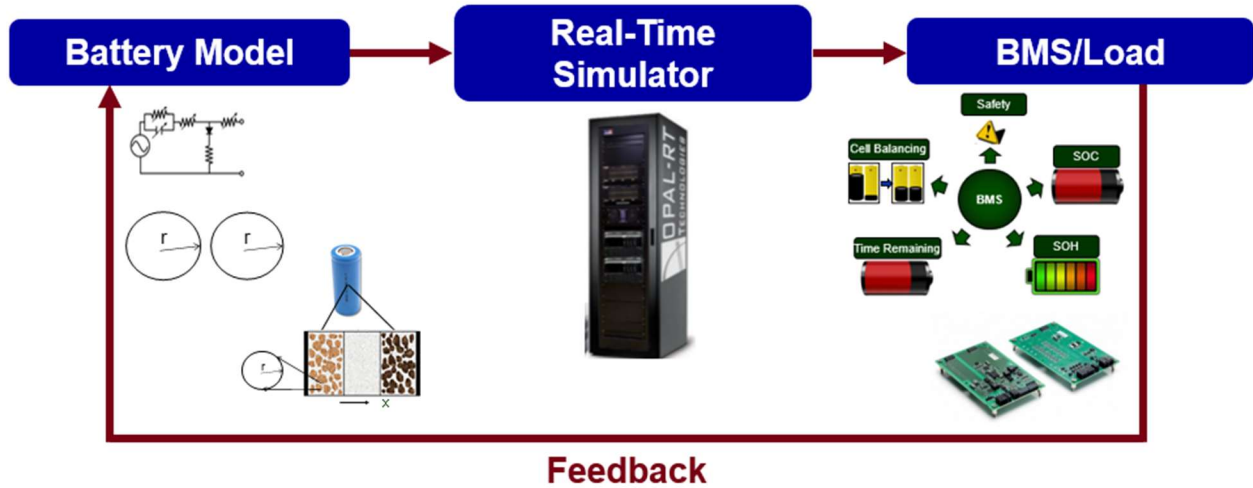 Battery Model
Real-Time
Simulator
BMS/Load
Safety
Cell Balancing
SOC
BMS
Time Remaining
SOH
OPAL-RT
TECHNOLOGIES
r
r
r
x
Feedback